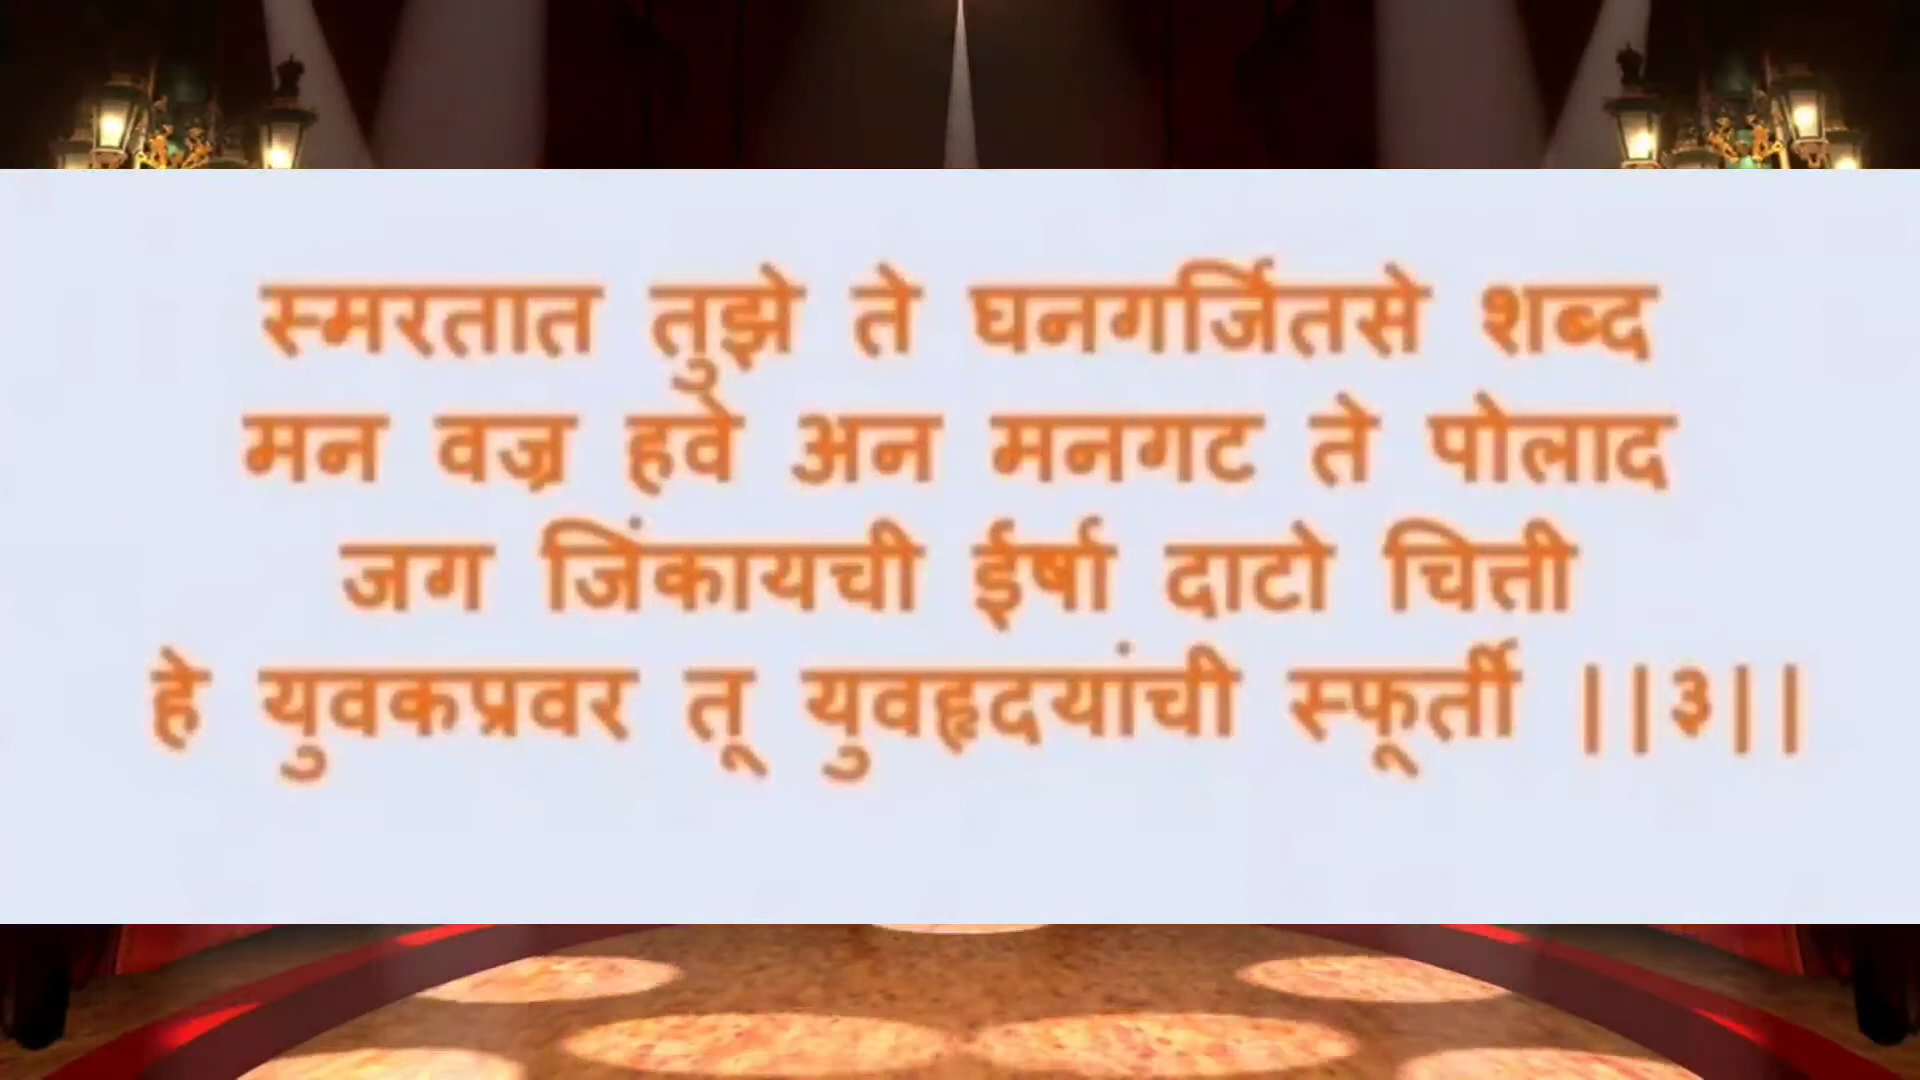 स्मरतात तुझे ते घनगर्जितसे शब्द
मन वज्र हवे अन मनगट ते पोलाद
जग जिंकायची ईर्षा दाटो चित्ती
हे युवकप्रवर तू युवहृदयांची स्फूर्ती ||३||